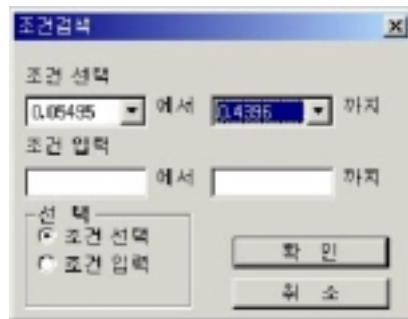 조건검색
조건 선택
0.05495 에서 0.4396 까지
조건 입력
에서 까지
선 택
조건 선택
조건 입력
확 인
취 소